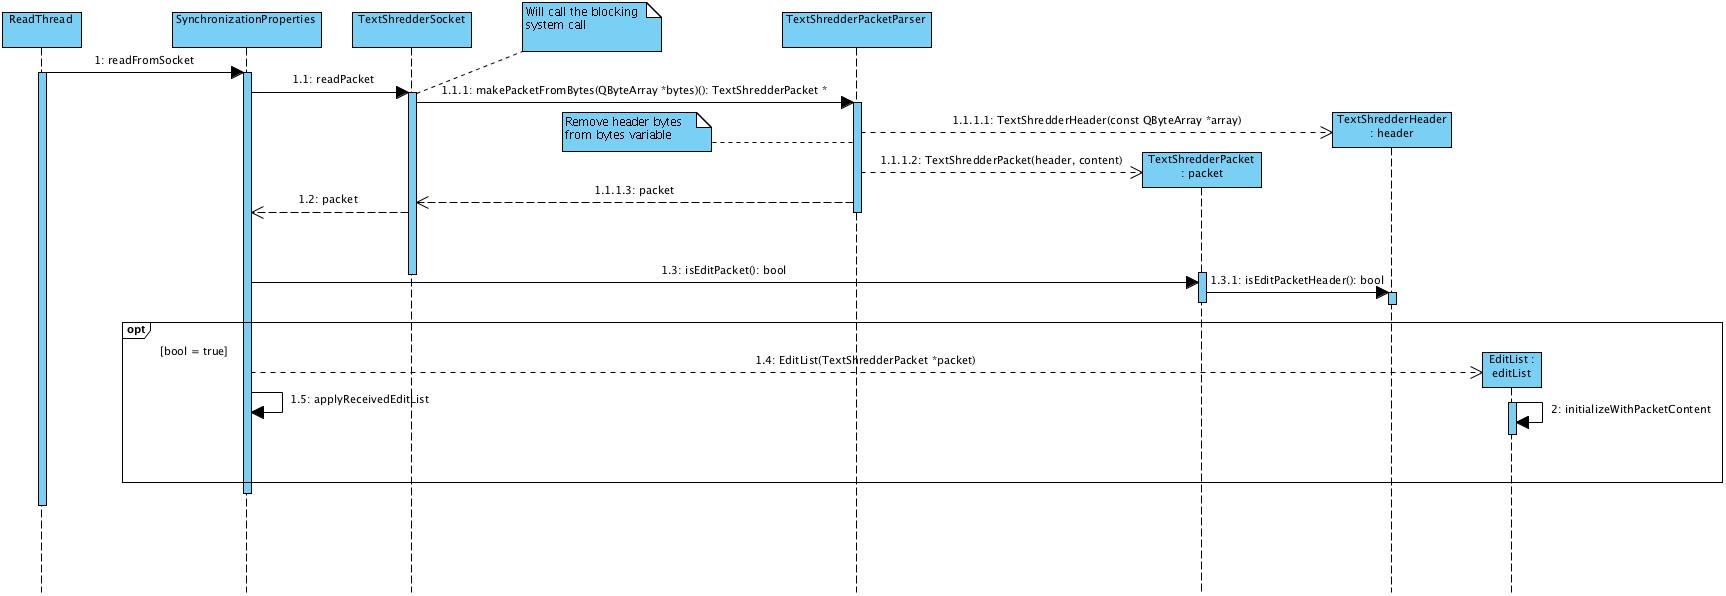 ReadThread
SynchronizationProperties
TextShredderSocket
Will call the blocking
system call
TextShredderPacketParser
1: readFromSocket
1.1: readPacket
1.1.1: makePacketFromBytes(QByteArray *bytes)(): TextShredderPacket *
Remove header bytes
from bytes variable
1.1.1.1: TextShredderHeader(const QByteArray *array)
TextShredderHeader
: header
1.1.1.2: TextShredderPacket(header, content)
TextShredderPacket
: packet
1.1.1.3: packet
1.2: packet
1.3: isEditPacket(): bool
1.3.1: isEditPacketHeader(): bool
opt
[bool = true]
1.4: EditList(TextShredderPacket *packet)
EditList :
editList
1.5: applyReceivedEditList
2: initializeWithPacketContent